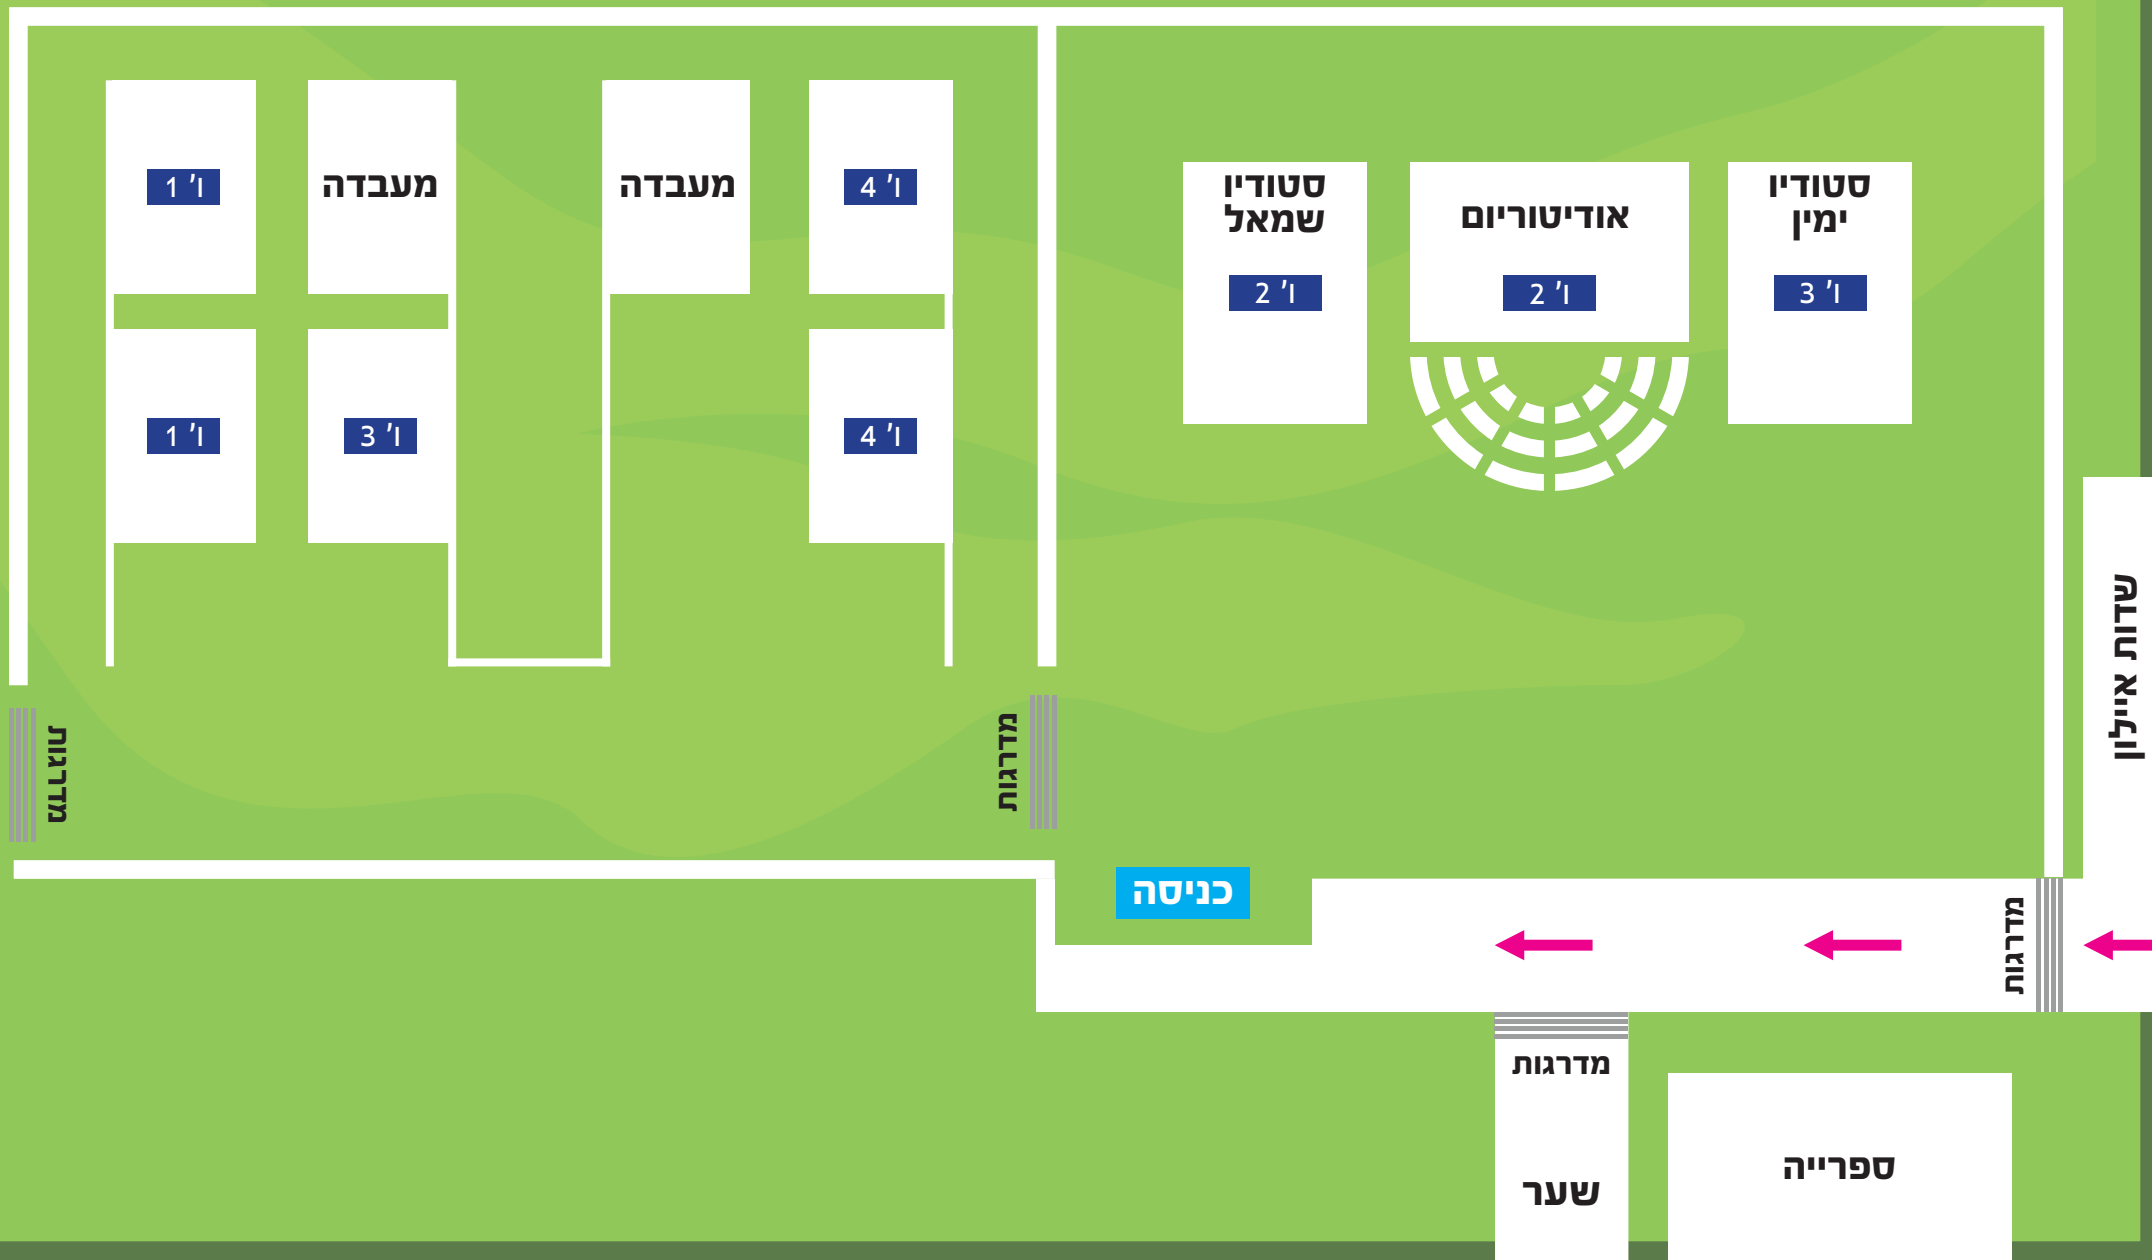 סטודיו
ימין
ו' 3
אודיטוריום
ו' 2
סטודיו
שמאל
ו' 2
ו' 4
מעבדה
מעבדה
ו' 1
ו' 4
ו' 3
ו' 1
שדות איילון
מדרגות
מדרגות
כניסה
מדרגות
מדרגות
שער
ספרייה